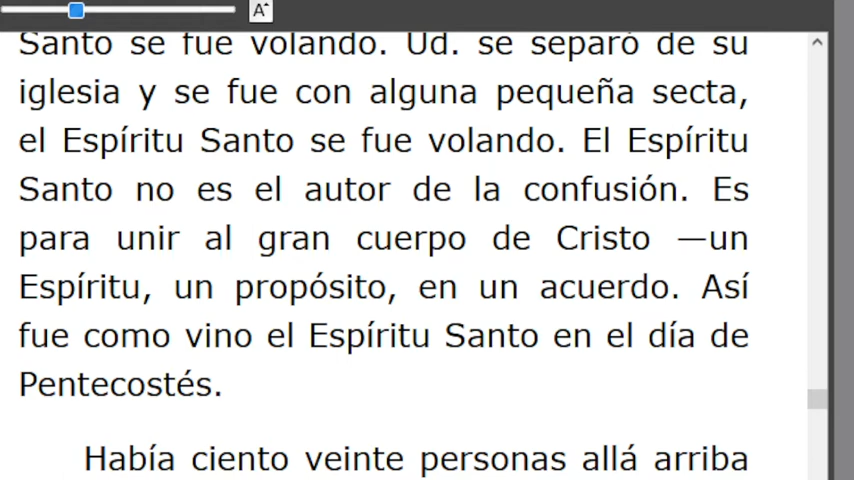 A^
Santo se fue volando. Ud. se separó de su
iglesia y se fue con alguna pequeña secta,
el Espíritu Santo se fue volando. El Espíritu
Santo no es el autor de la confusión. Es
para unir al gran cuerpo de Cristo —un
Espíritu, un propósito, en un acuerdo. Así
fue como vino el Espíritu Santo en el día de
Pentecostés.
Había ciento veinte personas allá arriba